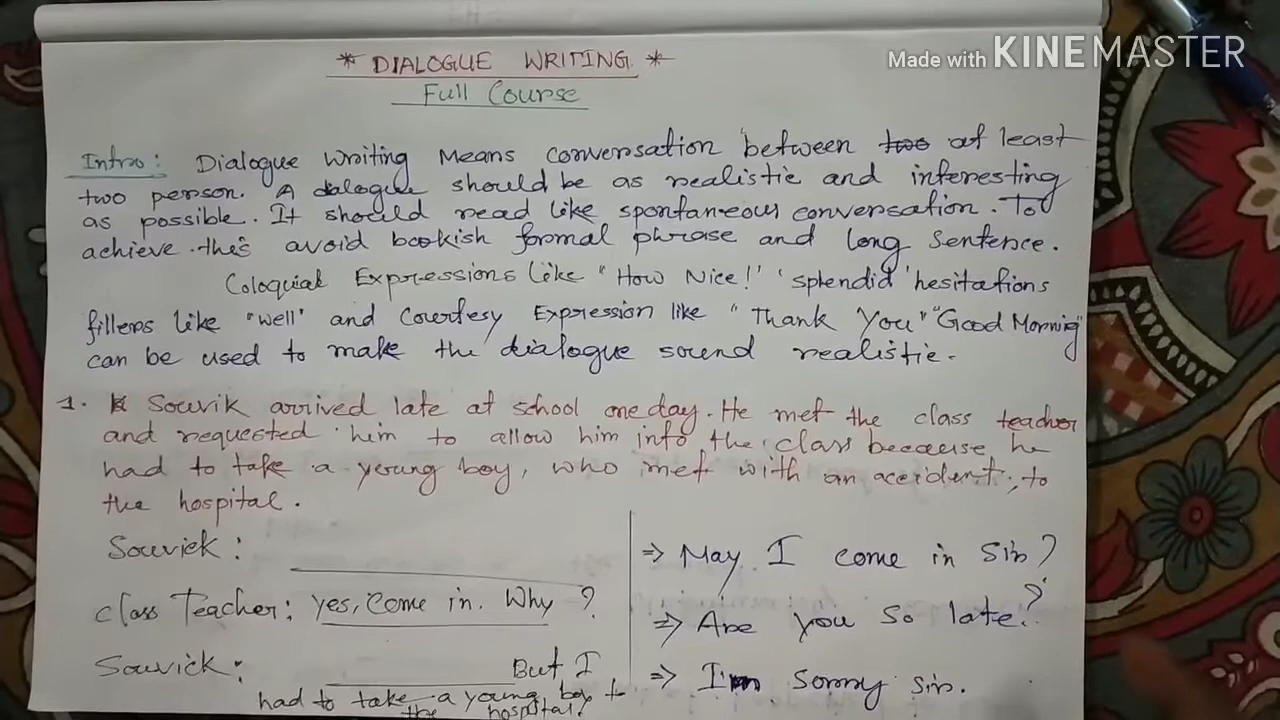 Made with KINEMASTER
* DIALOGUE WRITING *
Full Course
Intro: Dialogue Writing Means conversation between two at least
two person. A dalogue should be as realistic and interesting
as possible. It should read like spontaneous conversation. To
achieve this avoid bookish formal phrase and long sentence.
Coloquial Expressions like "How Nice!' 'splendid' hesitations
fillers like "well" and Courtesy Expression like "Thank You" "Good Mornig"
can be used to make the dialogue sound realistic.
1. Souvik arrived late at school one day. He met the class teacher
and requested him to allow him into the class because he
had to take a young boy, who met with an accident, to
the hospital.
Souvick :
Class Teacher: yes, Come in. Why ?
Souvick : But I
had to take a young boy to
the hospital.
⇒ May I come in Sir?
⇒ Are you so late.?
⇒ I'm sorry sir.